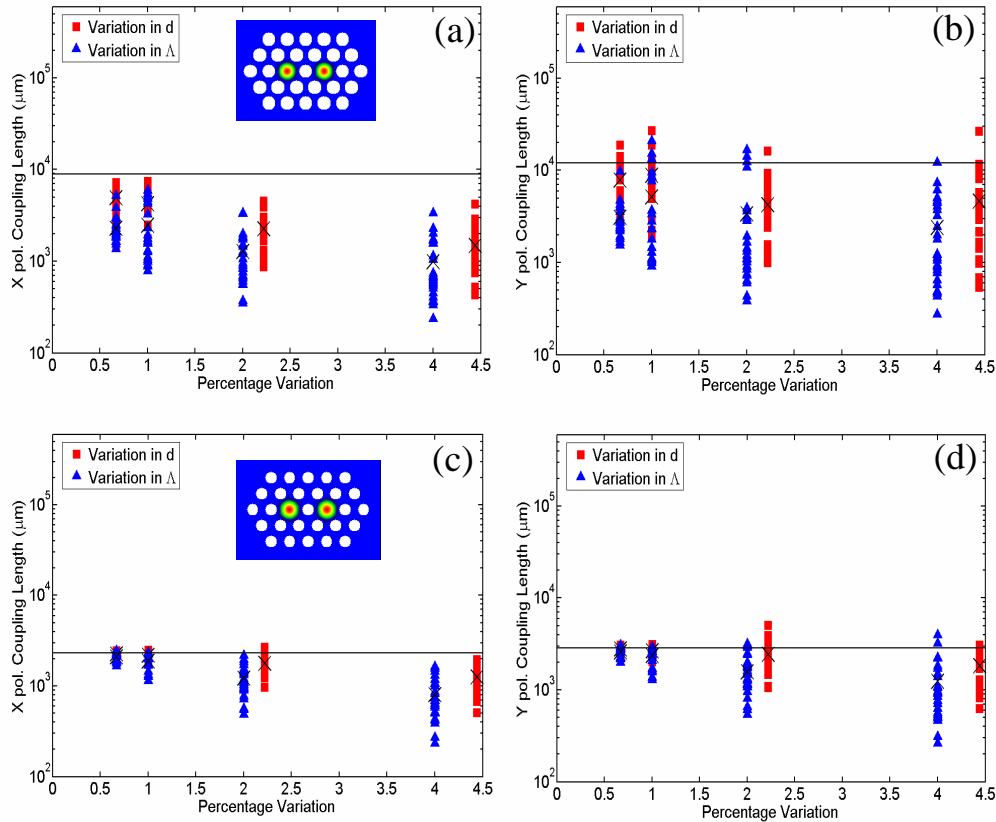 (a)
Variation in d
Variation in Λ
X pol. Coupling Length (μm)
10^5
10^4
10^3
10^2
0 0.5 1 1.5 2 2.5 3 3.5 4 4.5
Percentage Variation
(b)
Variation in d
Variation in Λ
Y pol. Coupling Length (μm)
10^5
10^4
10^3
10^2
0 0.5 1 1.5 2 2.5 3 3.5 4 4.5
Percentage Variation
(c)
Variation in d
Variation in Λ
X pol. Coupling Length (μm)
10^5
10^4
10^3
10^2
0 0.5 1 1.5 2 2.5 3 3.5 4 4.5
Percentage Variation
(d)
Variation in d
Variation in Λ
Y pol. Coupling Length (μm)
10^5
10^4
10^3
10^2
0 0.5 1 1.5 2 2.5 3 3.5 4 4.5
Percentage Variation